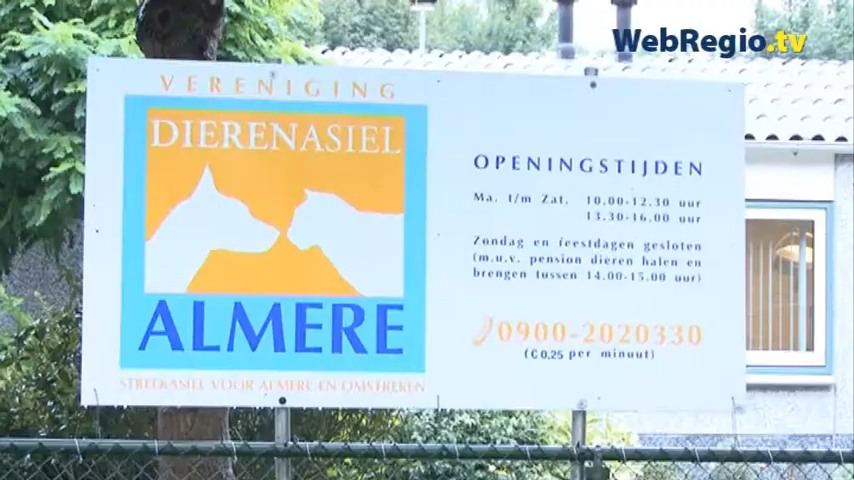 WebRegio.tv
VERENIGING
DIERENASIEL
ALMERE
STREEKASIEL VOOR ALMERE EN OMSTREKEN
OPENINGSTIJDEN
Ma. t/m Zat. 10.00-12.30 uur
13.30-16.00 uur
Zondag en feestdagen gesloten
(m.u.v. pension dieren halen en
brengen tussen 14.00-15.00 uur)
0900-2020330
(€ 0,25 per minuut)